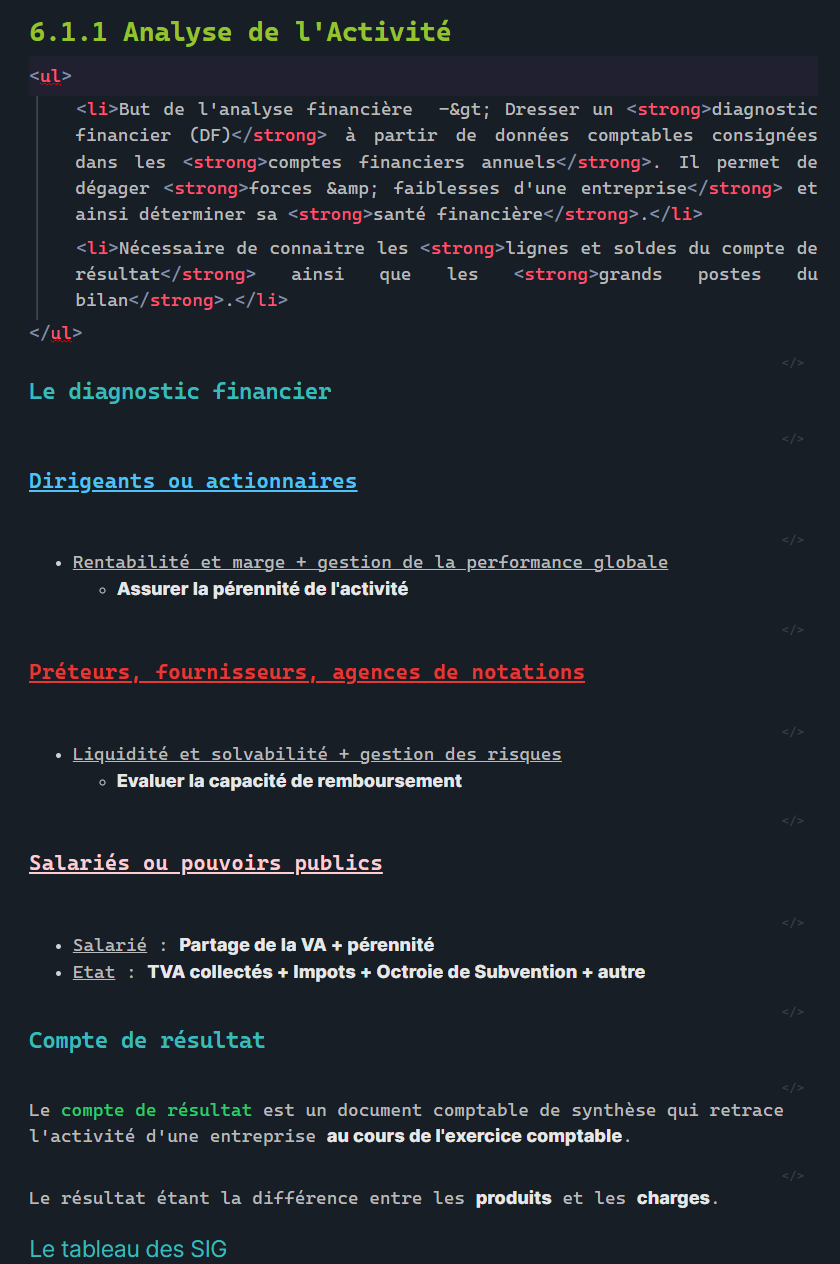 6.1.1 Analyse de l'Activité
<ul>
<li>But de l'analyse financière –&gt; Dresser un <strong>diagnostic
financier (DF)</strong> à partir de données comptables consignées
dans les <strong>comptes financiers annuels</strong>. Il permet de
dégager <strong>forces &amp; faiblesses d'une entreprise</strong> et
ainsi déterminer sa <strong>santé financière</strong>.</li>
<li>Nécessaire de connaitre les <strong>lignes et soldes du compte de
résultat</strong> ainsi que les <strong>grands postes du
bilan</strong>.</li>
</ul>
</>
Le diagnostic financier
</>
Dirigeants ou actionnaires
</>
• Rentabilité et marge + gestion de la performance globale
◦ Assurer la pérennité de l'activité
</>
Préteurs, fournisseurs, agences de notations
</>
• Liquidité et solvabilité + gestion des risques
◦ Evaluer la capacité de remboursement
</>
Salariés ou pouvoirs publics
</>
• Salarié : Partage de la VA + pérennité
• Etat : TVA collectés + Impots + Octroie de Subvention + autre
</>
Compte de résultat
</>
Le compte de résultat est un document comptable de synthèse qui retrace
l'activité d'une entreprise au cours de l'exercice comptable.
</>
Le résultat étant la différence entre les produits et les charges.
Le tableau des SIG